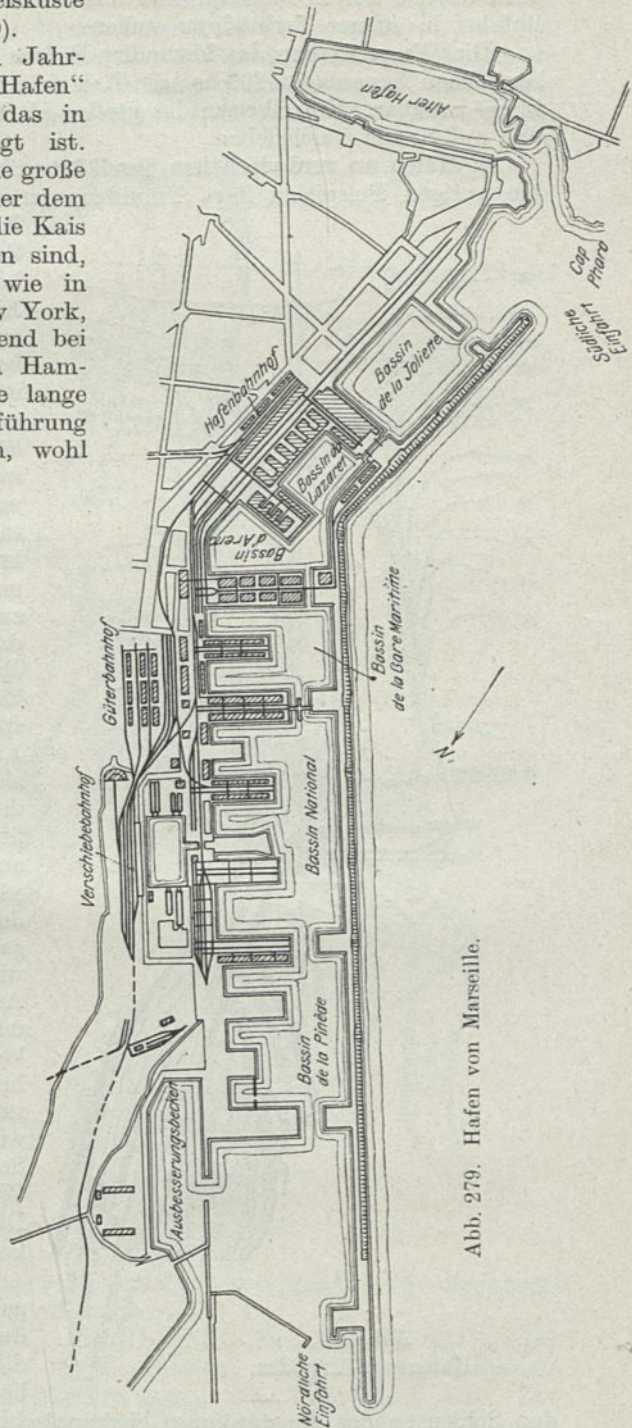 eiskuste
).
Jahr-
Hafen“
das in
gt ist.
e große
er dem
die Kais
n sind,
wie in
York,
end bei
Ham-
e lange
führung
n, wohl
Alter Hafen
Cap
Pharo
Südliche
Einfahrt
Bassin
de la Joliette
Hafenbahnhof
Bassin du
Lazaret
Bassin
d'Arenc
Bassin
de la Gare Maritime
N.
Güterbahnhof
Verschiebebahnhof
Bassin National
Bassin
de la Pinède
Ausbesserungsbecken
Nördliche
Einfahrt
Abb. 279. Hafen von Marseille.